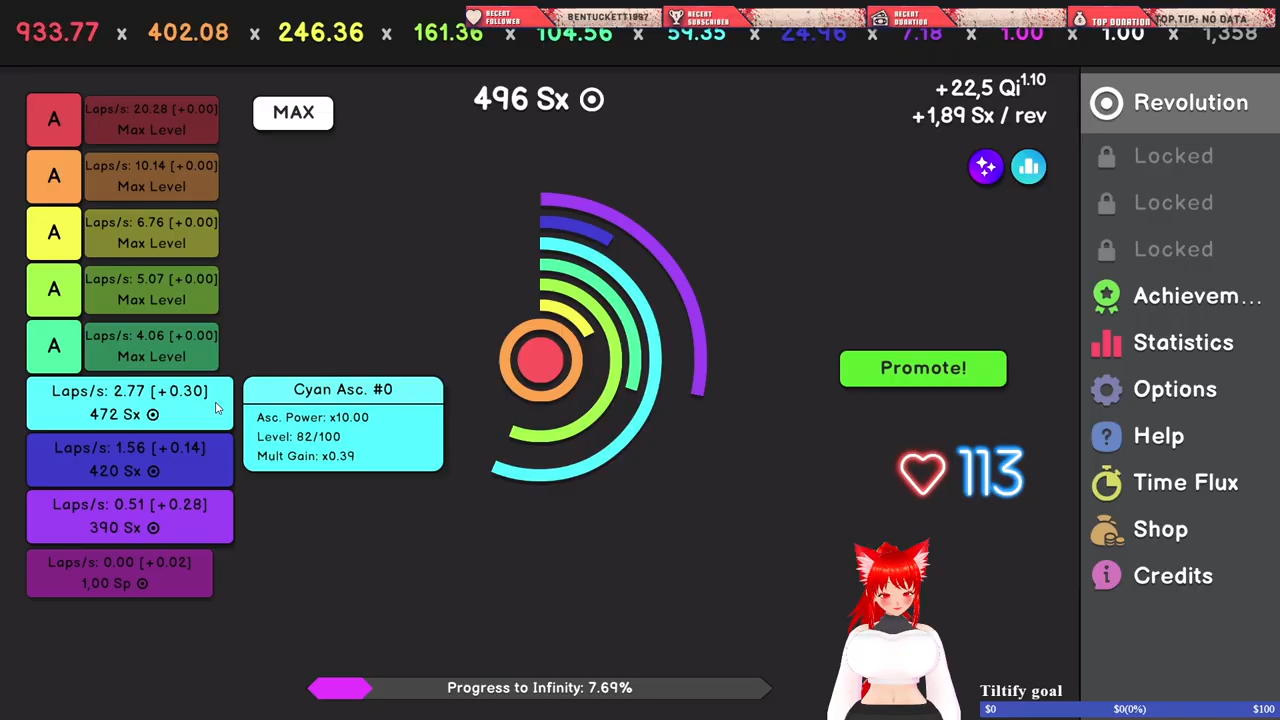 RECENT FOLLOWER
BENTUCKETT1997
RECENT SUBSCRIBER
RECENT DONATION
TOP DONATION
TOP TIP: NO DATA
933.77 x 402.08 x 246.36 x 161.36 x 104.56 x 59.35 x 24.96 x 7.18 x 1.00 x 1.00 x 1,358
A
Laps/s: 20.28 [+0.00]
Max Level
MAX
496 Sx
+22,5 Qi^1.10
+1,89 Sx / rev
A
Laps/s: 10.14 [+0.00]
Max Level
A
Laps/s: 6.76 [+0.00]
Max Level
A
Laps/s: 5.07 [+0.00]
Max Level
A
Laps/s: 4.06 [+0.00]
Max Level
Laps/s: 2.77 [+0.30]
472 Sx
Cyan Asc. #0
Asc. Power: x10.00
Level: 82/100
Mult Gain: x0.39
Laps/s: 1.56 [+0.14]
420 Sx
Laps/s: 0.51 [+0.28]
390 Sx
Laps/s: 0.00 [+0.02]
1,00 Sp
Promote!
113
Progress to Infinity: 7.69%
Revolution
Locked
Locked
Locked
Achievem...
Statistics
Options
Help
Time Flux
Shop
Credits
Tiltify goal
$0
$0(0%)
$100